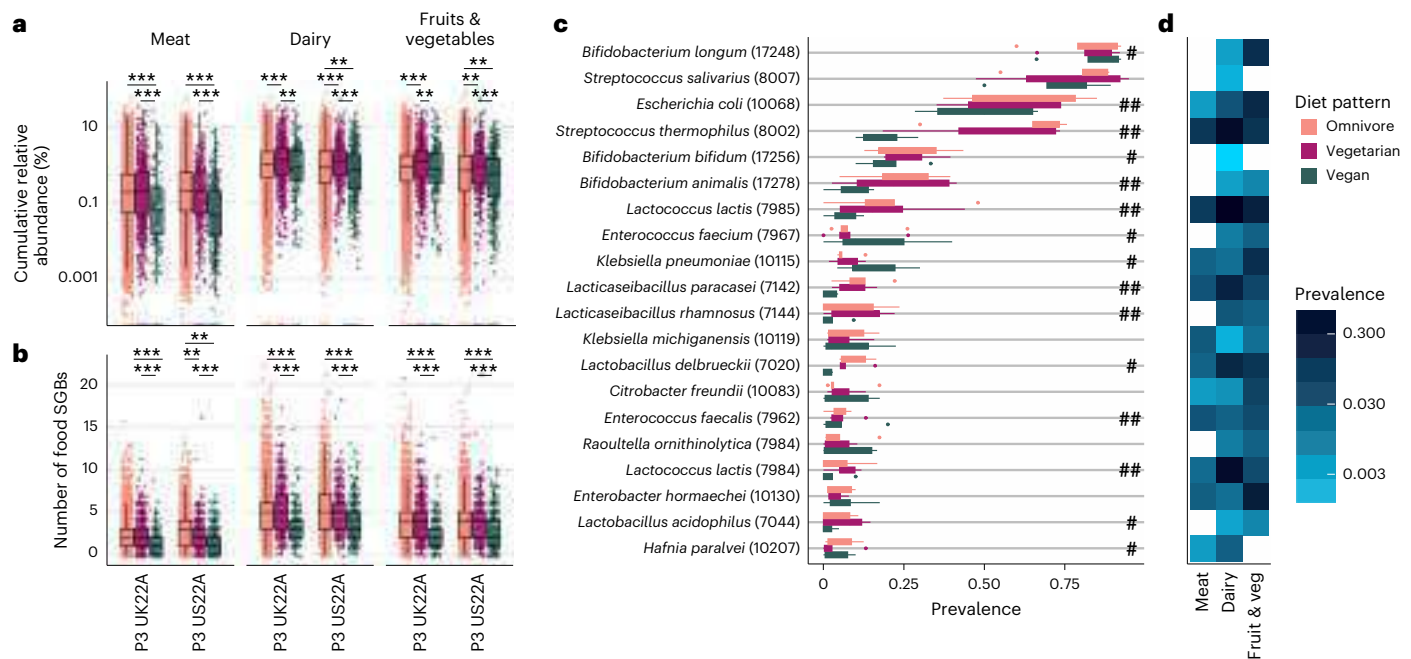 a
Meat
Dairy
Fruits &
vegetables
**
*** *** *** *** *** **
*** *** ** *** ** ***
Cumulative relative
abundance (%)
10
0.1
0.001
b
**
*** ** *** *** *** ***
*** *** *** *** *** ***
Number of food SGBs
20
15
10
5
0
P3 UK22A
P3 US22A
P3 UK22A
P3 US22A
P3 UK22A
P3 US22A
c
Bifidobacterium longum (17248) #
Streptococcus salivarius (8007)
Escherichia coli (10068) ##
Streptococcus thermophilus (8002) ##
Bifidobacterium bifidum (17256) #
Bifidobacterium animalis (17278) ##
Lactococcus lactis (7985) ##
Enterococcus faecium (7967) #
Klebsiella pneumoniae (10115) #
Lacticaseibacillus paracasei (7142) ##
Lacticaseibacillus rhamnosus (7144) ##
Klebsiella michiganensis (10119)
Lactobacillus delbrueckii (7020) #
Citrobacter freundii (10083)
Enterococcus faecalis (7962) ##
Raoultella ornithinolytica (7984)
Lactococcus lactis (7984) ##
Enterobacter hormaechei (10130)
Lactobacillus acidophilus (7044) #
Hafnia paralvei (10207) #
0 0.25 0.50 0.75
Prevalence
d
Meat
Dairy
Fruit & veg
Diet pattern
Omnivore
Vegetarian
Vegan
Prevalence
0.300
0.030
0.003